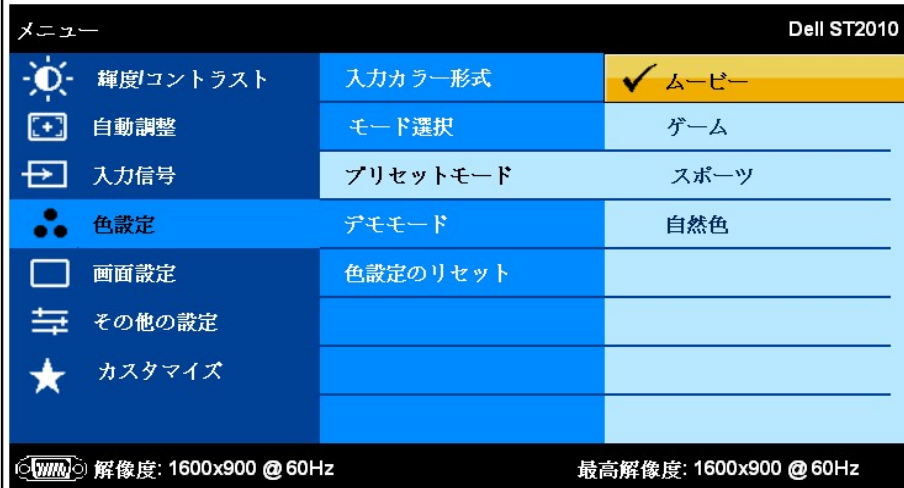 メニュー
Dell ST2010
輝度/コントラスト
自動調整
入力信号
色設定
画面設定
その他の設定
カスタマイズ
入力カラー形式
モード選択
プリセットモード
デモモード
色設定のリセット
ムービー
ゲーム
スポーツ
自然色
解像度: 1600x900 @60Hz
最高解像度: 1600x900 @60Hz